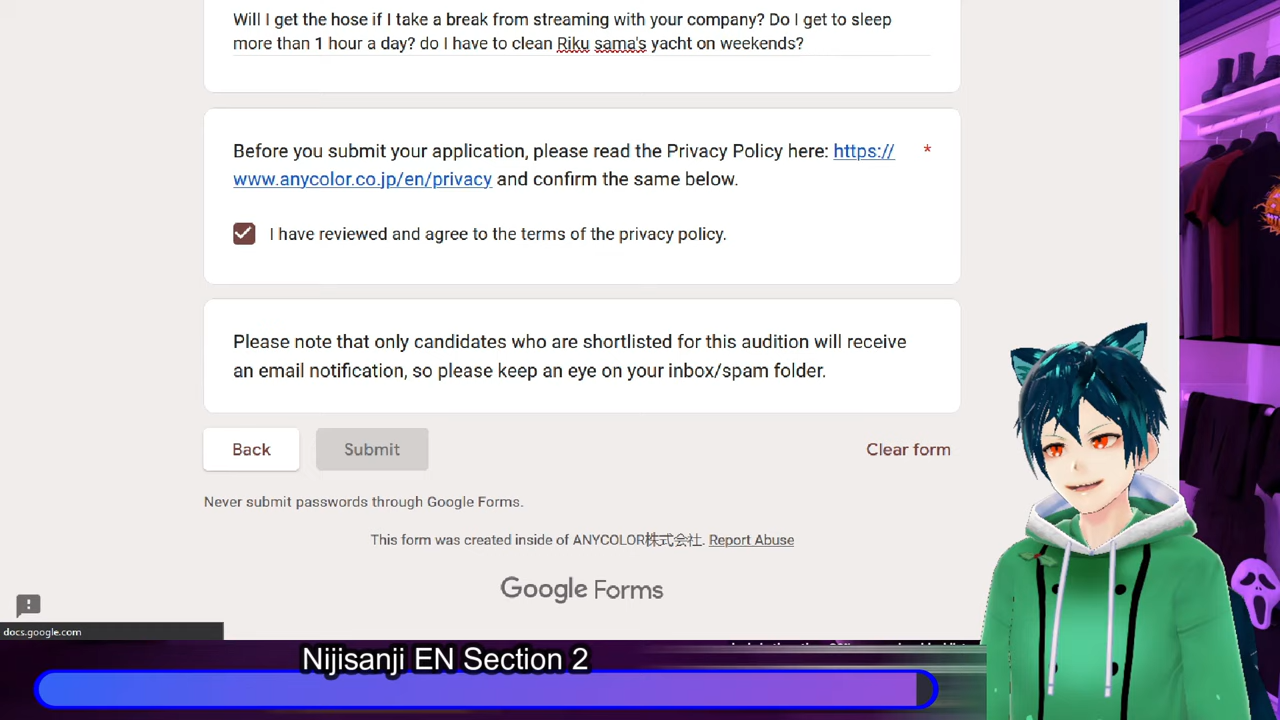 Will I get the hose if I take a break from streaming with your company? Do I get to sleep
more than 1 hour a day? do I have to clean Riku sama's yacht on weekends?
Before you submit your application, please read the Privacy Policy here: https://
www.anycolor.co.jp/en/privacy and confirm the same below.
*
I have reviewed and agree to the terms of the privacy policy.
Please note that only candidates who are shortlisted for this audition will receive
an email notification, so please keep an eye on your inbox/spam folder.
Back
Submit
Clear form
Never submit passwords through Google Forms.
This form was created inside of ANYCOLOR株式会社. Report Abuse
Google Forms
docs.google.com
Nijisanji EN Section 2